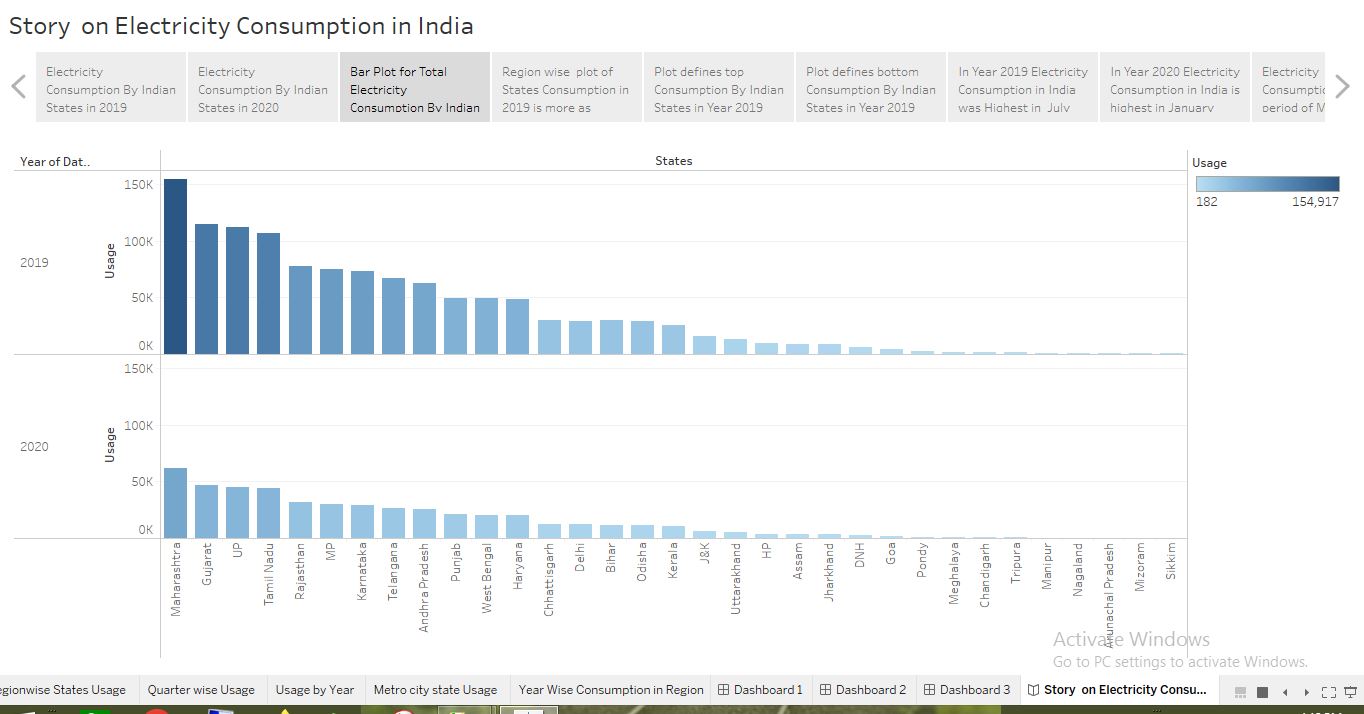 Story  on Electricity Consumption in India
Electricity
Consumption By Indian
States in 2019
Electricity
Consumption By Indian
States in 2020
Bar Plot for Total
Electricity
Consumption By Indian
Region wise  plot of
States Consumption in
2019 is more as
Plot defines top
Consumption By Indian
States in Year 2019
Plot defines bottom
Consumption By Indian
States in Year 2019
In Year 2019 Electricity
Consumption in India
was Highest in  July
In Year 2020 Electricity
Consumption in India is
highest in January
Electricity
Consumptic
period of M
Year of Dat..
States
Usage
182
154,917
2019
Usage
150K
100K
50K
0K
2020
Usage
150K
100K
50K
0K
Maharashtra
Gujarat
UP
Tamil Nadu
Rajasthan
MP
Karnataka
Telangana
Andhra Pradesh
Punjab
West Bengal
Haryana
Chhattisgarh
Delhi
Bihar
Odisha
Kerala
J&K
Uttarakhand
HP
Assam
Jharkhand
DNH
Goa
Pondy
Meghalaya
Chandigarh
Tripura
Manipur
Nagaland
Arunachal Pradesh
Mizoram
Sikkim
Activate Windows
Go to PC settings to activate Windows.
egionwise States Usage
Quarter wise Usage
Usage by Year
Metro city state Usage
Year Wise Consumption in Region
Dashboard 1
Dashboard 2
Dashboard 3
Story  on Electricity Consu...